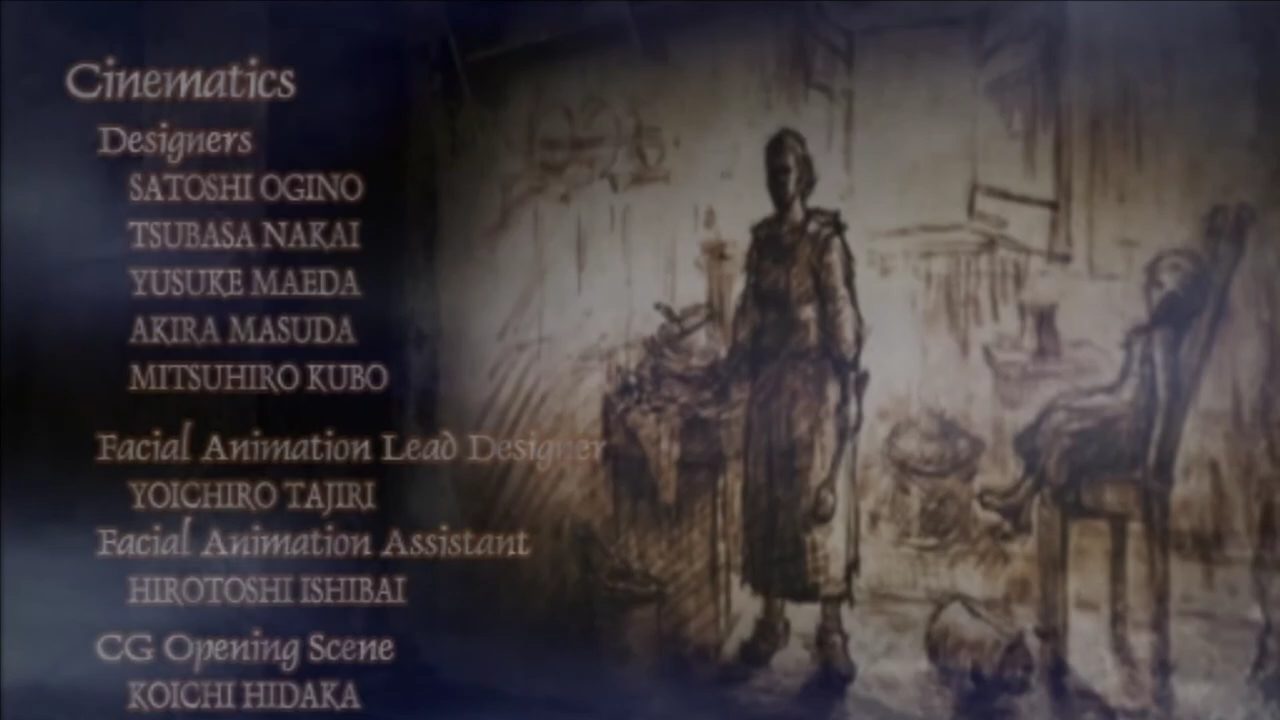 Cinematics
Designers
SATOSHI OGINO
TSUBASA NAKAI
YUSUKE MAEDA
AKIRA MASUDA
MITSUHIRO KUBO
Facial Animation Lead Designer
YOICHIRO TAJIRI
Facial Animation Assistant
HIROTOSHI ISHIBAI
CG Opening Scene
KOICHI HIDAKA